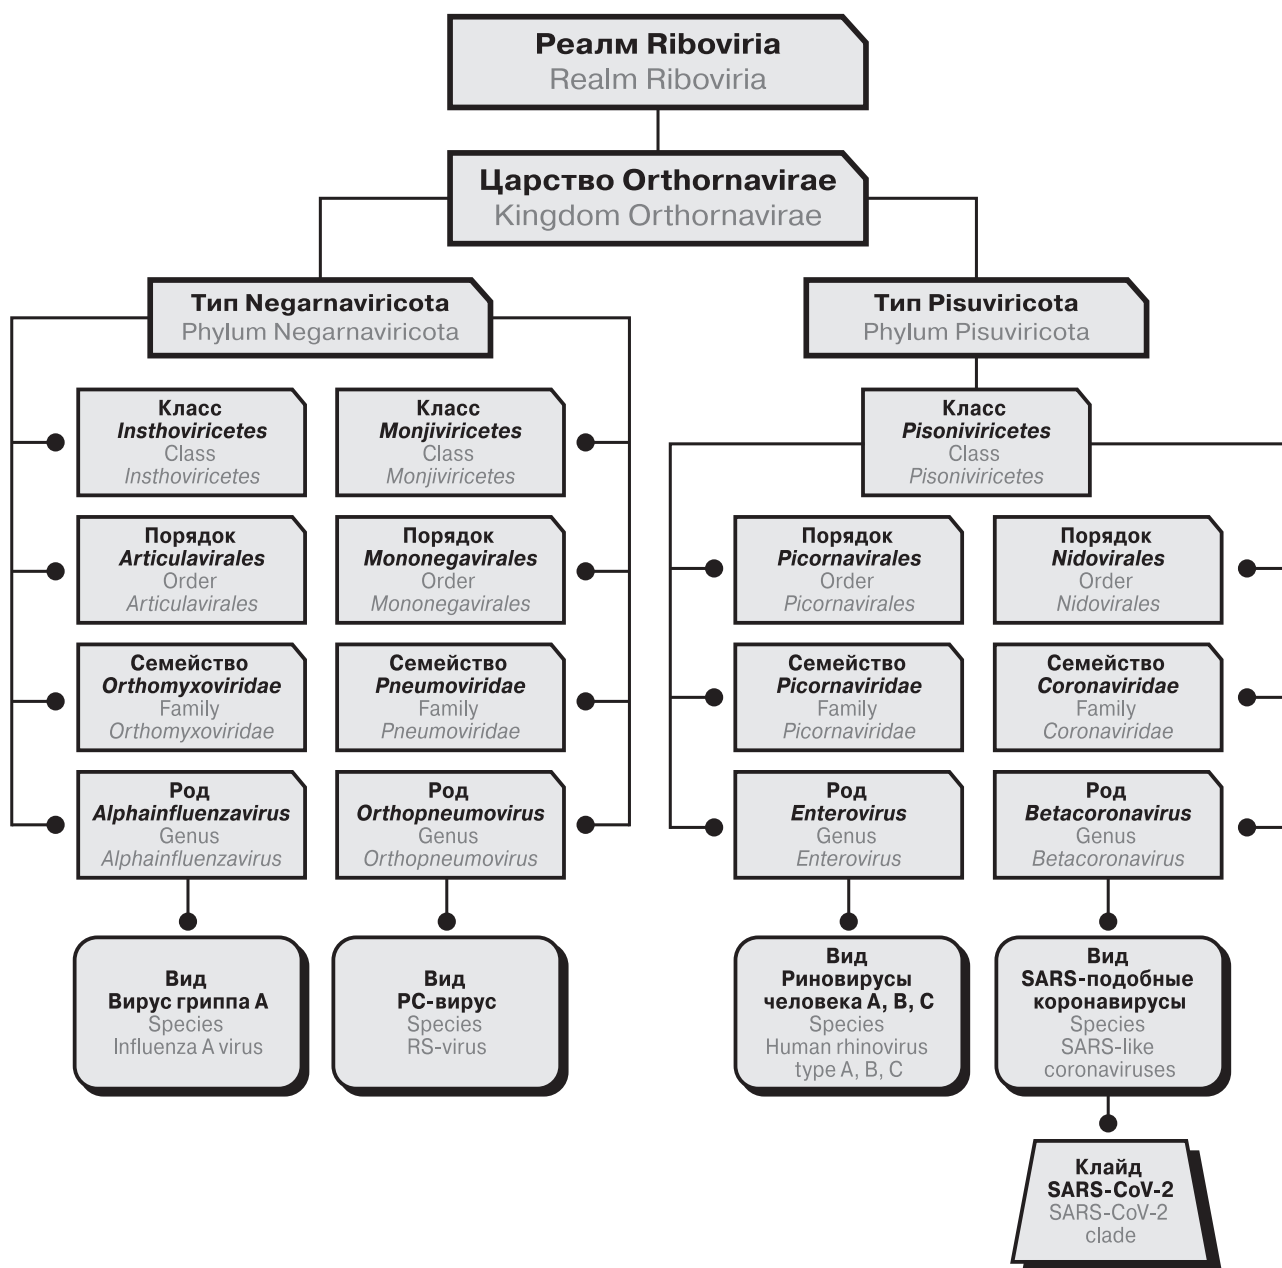 Реалм Riboviria
Realm Riboviria
Царство Orthornavirae
Kingdom Orthornavirae
Тип Negarnaviricota
Phylum Negarnaviricota
Тип Pisuviricota
Phylum Pisuviricota
Класс
Insthoviricetes
Class
Insthoviricetes
Класс
Monjiviricetes
Class
Monjiviricetes
Класс
Pisoniviricetes
Class
Pisoniviricetes
Порядок
Articulavirales
Order
Articulavirales
Порядок
Mononegavirales
Order
Mononegavirales
Порядок
Picornavirales
Order
Picornavirales
Порядок
Nidovirales
Order
Nidovirales
Семейство
Orthomyxoviridae
Family
Orthomyxoviridae
Семейство
Pneumoviridae
Family
Pneumoviridae
Семейство
Picornaviridae
Family
Picornaviridae
Семейство
Coronaviridae
Family
Coronaviridae
Род
Alphainfluenzavirus
Genus
Alphainfluenzavirus
Род
Orthopneumovirus
Genus
Orthopneumovirus
Род
Enterovirus
Genus
Enterovirus
Род
Betacoronavirus
Genus
Betacoronavirus
Вид
Вирус гриппа А
Species
Influenza A virus
Вид
РС-вирус
Species
RS-virus
Вид
Риновирусы
человека A, B, C
Species
Human rhinovirus
type A, B, C
Вид
SARS-подобные
коронавирусы
Species
SARS-like
coronaviruses
Клайд
SARS-CoV-2
SARS-CoV-2
clade